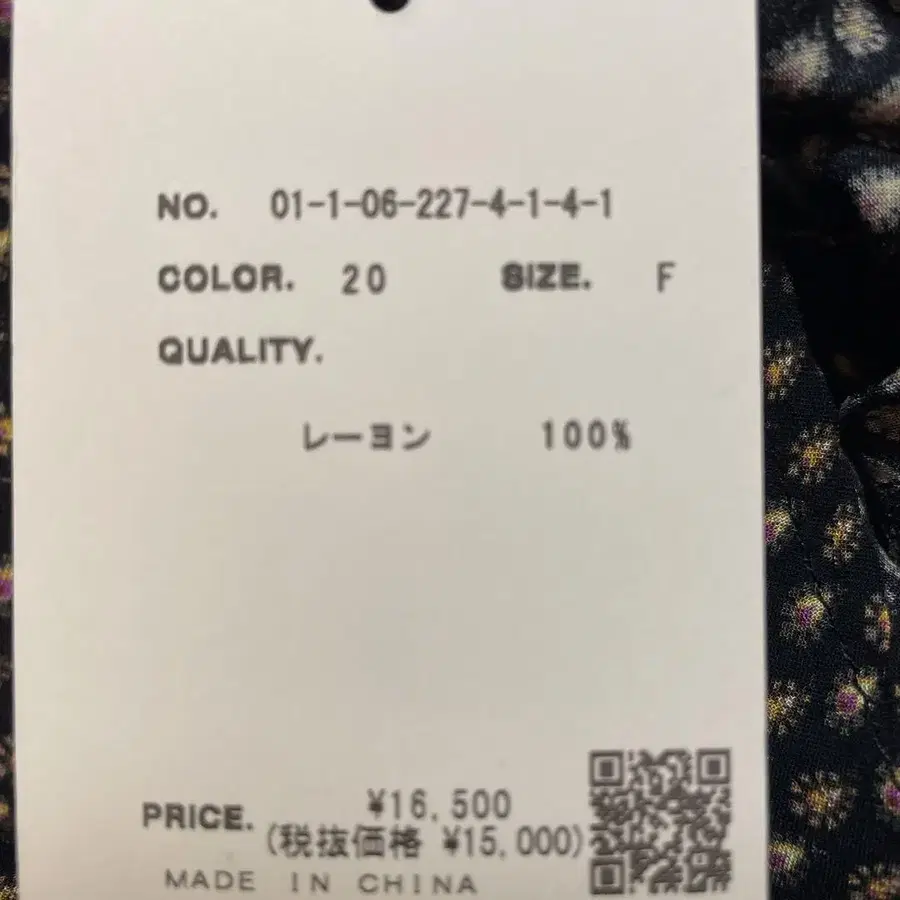 NO. 01-1-06-227-4-1-4-1
COLOR. 20 SIZE. F
QUALITY.
レーヨン 100%
PRICE. ¥16,500
(税抜価格 ¥15,000)
MADE IN CHINA